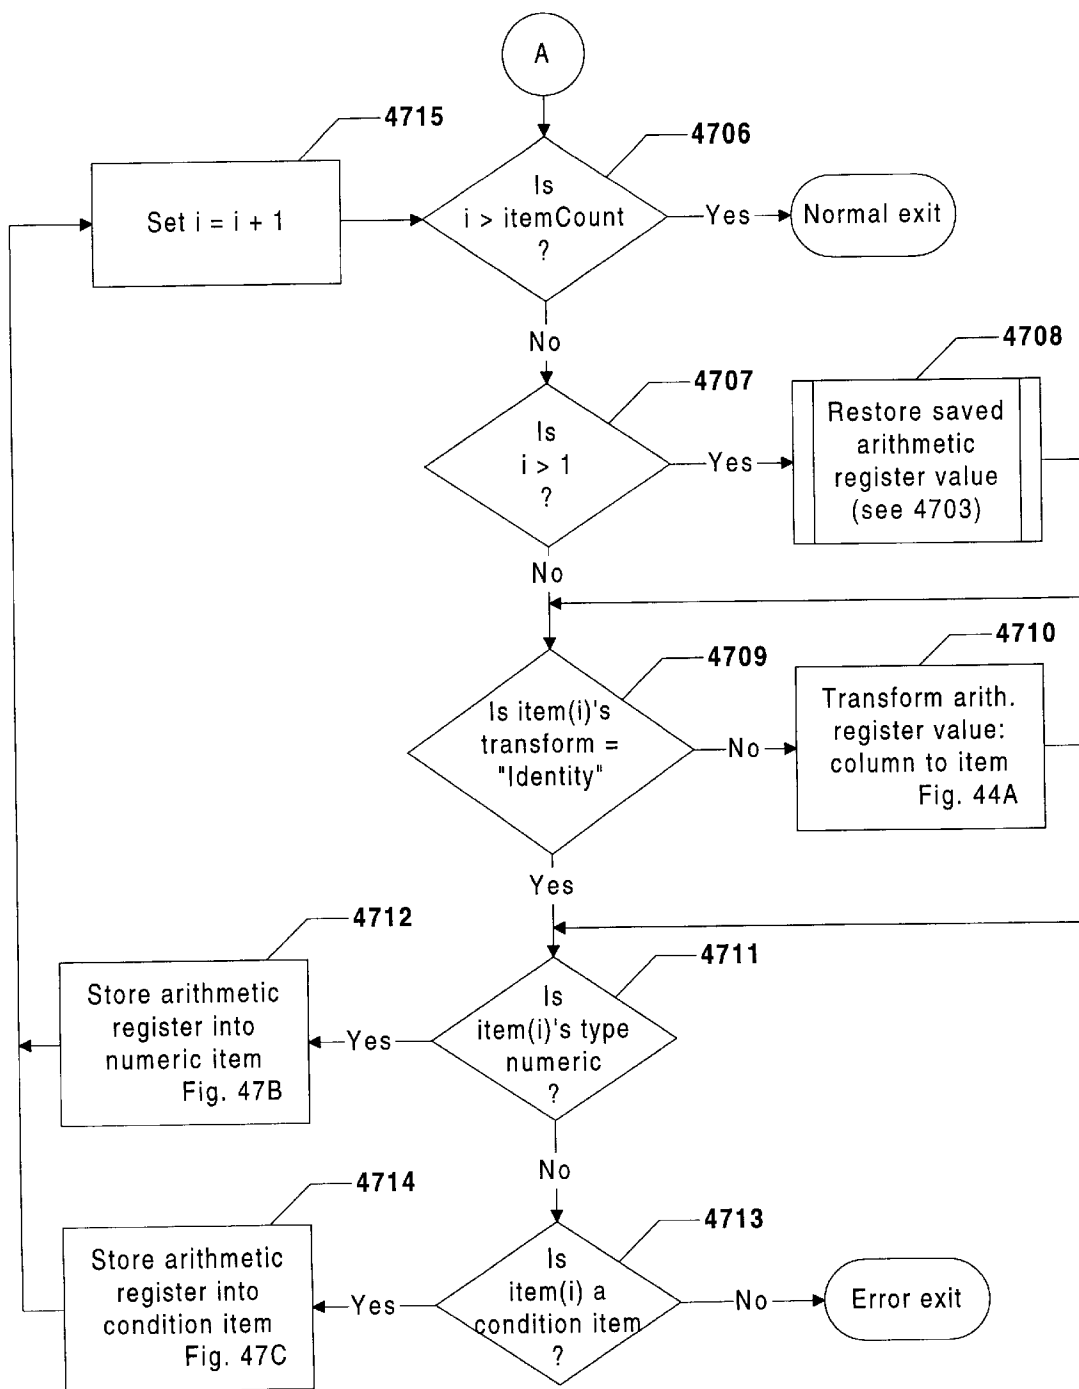 A
4715
4706
Set i = i + 1
Is
i > itemCount
?
Yes
Normal exit
No
4708
4707
Is
i > 1
?
Yes
Restore saved
arithmetic
register value
(see 4703)
No
4710
4709
Is item(i)'s
transform =
"Identity"
No
Transform arith.
register value:
column to item
Fig. 44A
Yes
4712
4711
Store arithmetic
register into
numeric item
Fig. 47B
Yes
Is
item(i)'s type
numeric
?
No
4714
4713
Store arithmetic
register into
condition item
Fig. 47C
Yes
Is
item(i) a
condition item
?
No
Error exit